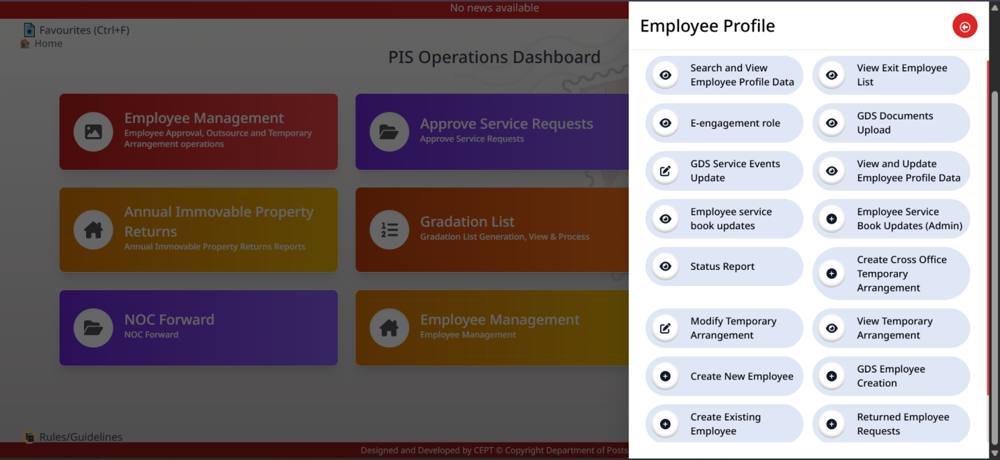 No news available
Favourites (Ctrl+F)
Home
PIS Operations Dashboard
Employee Management
Employee Approval, Outsource and Temporary
Arrangement operations
Approve Service Requests
Approve Service Requests
Annual Immovable Property
Returns
Annual Immovable Property Returns Reports
Gradation List
Gradation List Generation, View & Process
NOC Forward
NOC Forward
Employee Management
Employee Management
Rules/Guidelines
Designed and Developed by CEPT © Copyright Department of Posts
Employee Profile
Search and View
Employee Profile Data
View Exit Employee
List
E-engagement role
GDS Documents
Upload
GDS Service Events
Update
View and Update
Employee Profile Data
Employee service
book updates
Employee Service
Book Updates (Admin)
Status Report
Create Cross Office
Temporary
Arrangement
Modify Temporary
Arrangement
View Temporary
Arrangement
Create New Employee
GDS Employee
Creation
Create Existing
Employee
Returned Employee
Requests